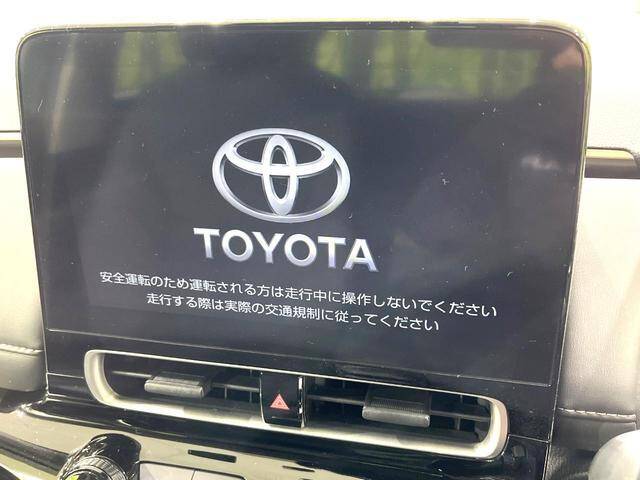 TOYOTA
安全運転のため運転される方は走行中に操作しないでください
走行する際は実際の交通規制に従ってください